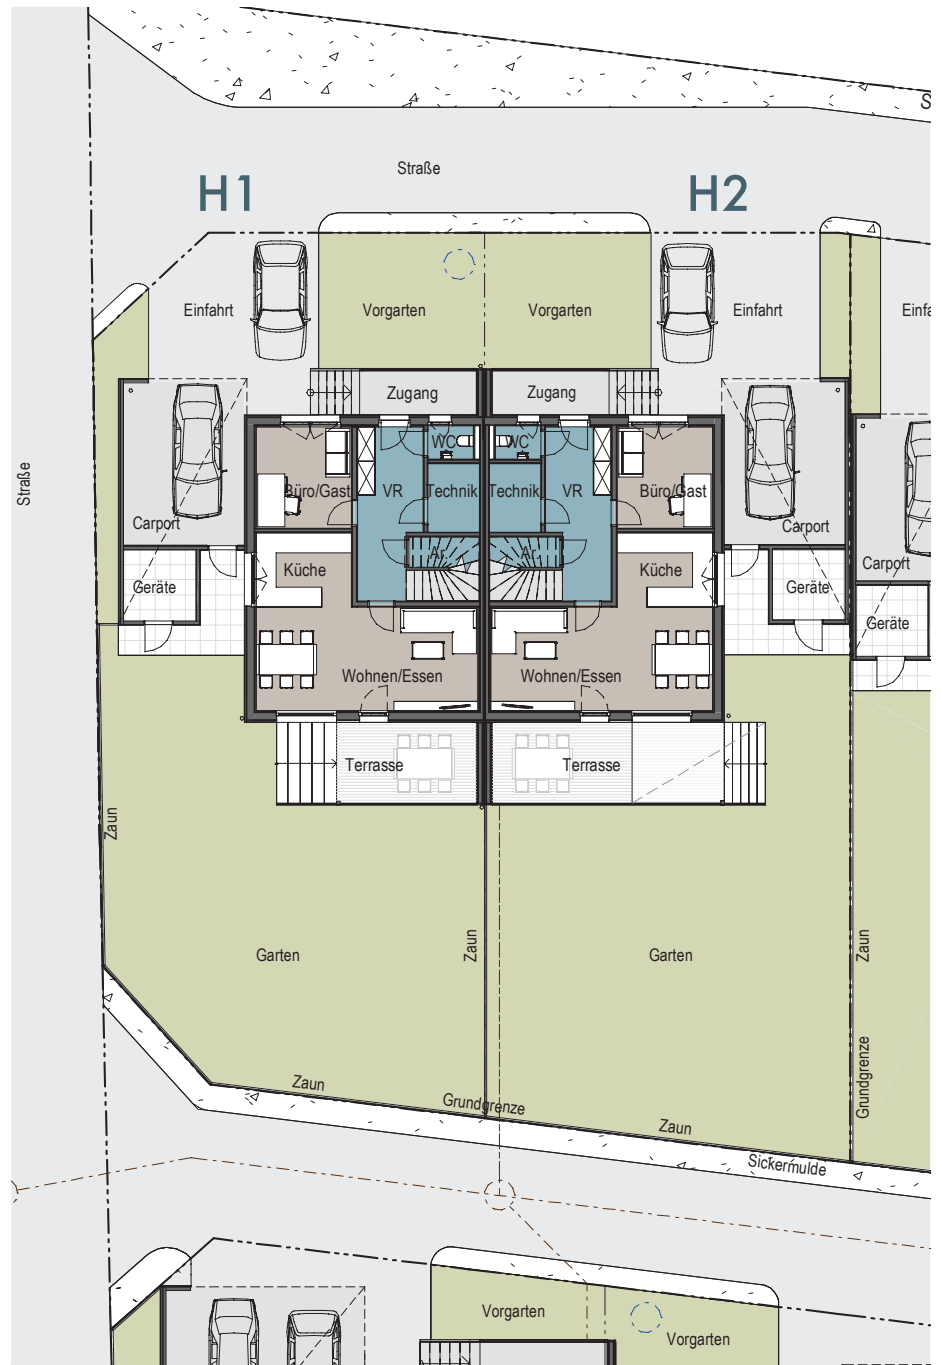 S
Straße
H1
H2
Einfahrt
Vorgarten
Vorgarten
Einfahrt
Einfa
Zugang
Zugang
WC
WC
Straße
Büro/Gast
VR
Technik
Technik
VR
Büro/Gast
Carport
Carport
Ar.
Ar.
Carport
Küche
Küche
Geräte
Geräte
Geräte
Wohnen/Essen
Wohnen/Essen
Terrasse
Terrasse
Zaun
Zaun
Zaun
Garten
Garten
Grundgrenze
Zaun
Grundgrenze
Zaun
Sickermulde
Vorgarten
Vorgarten